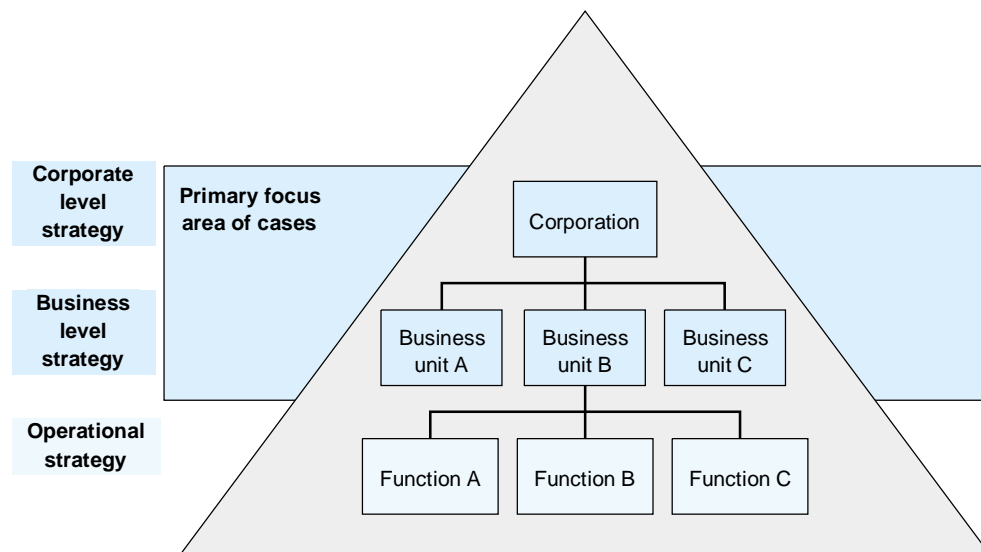 Corporate
level
strategy
Primary focus
area of cases
Corporation
Business
level
strategy
Business
unit A
Business
unit B
Business
unit C
Operational
strategy
Function A
Function B
Function C